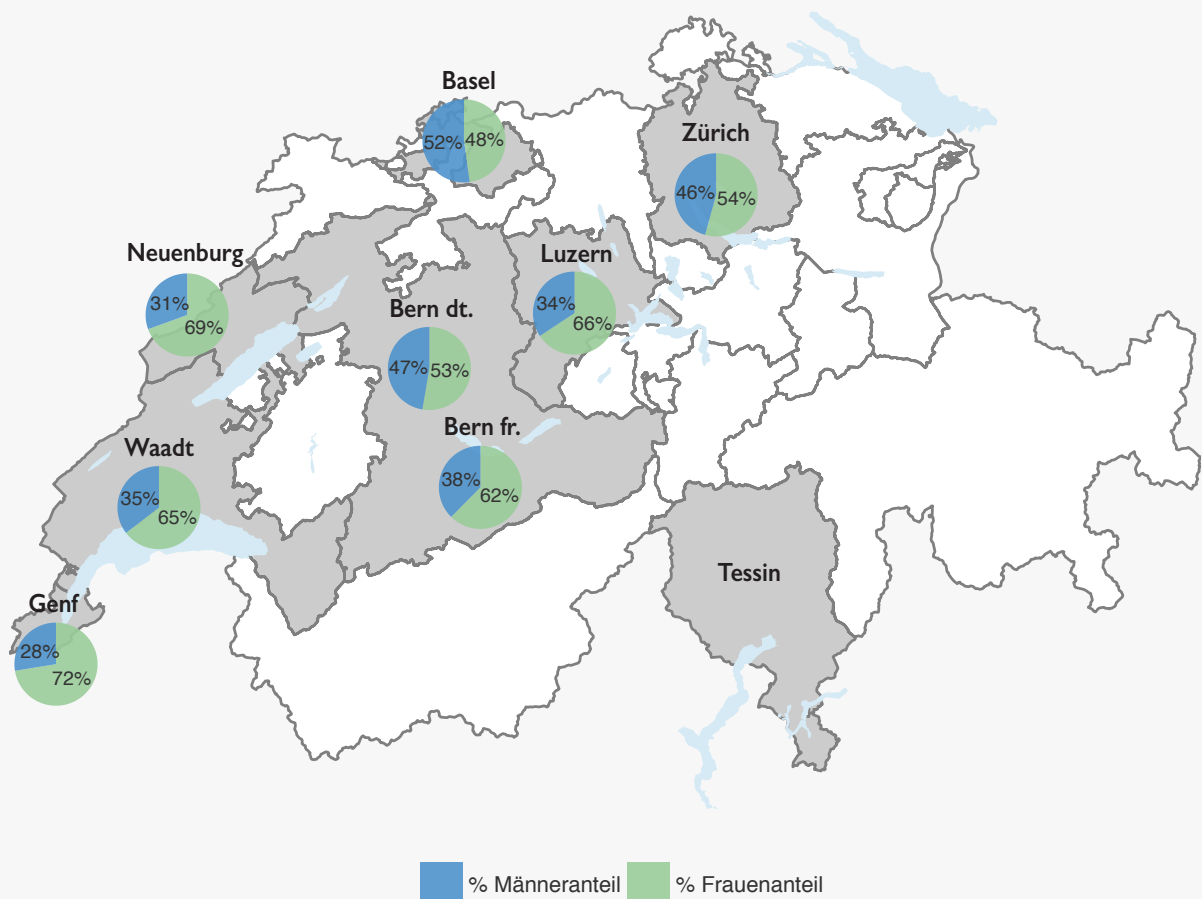 Basel
52% 48%
Zürich
46% 54%
Neuenburg
31%
69%
Luzern
34%
66%
Bern dt.
47% 53%
Bern fr.
38%
62%
Waadt
35%
65%
Tessin
Genf
28%
72%
% Männeranteil % Frauenanteil